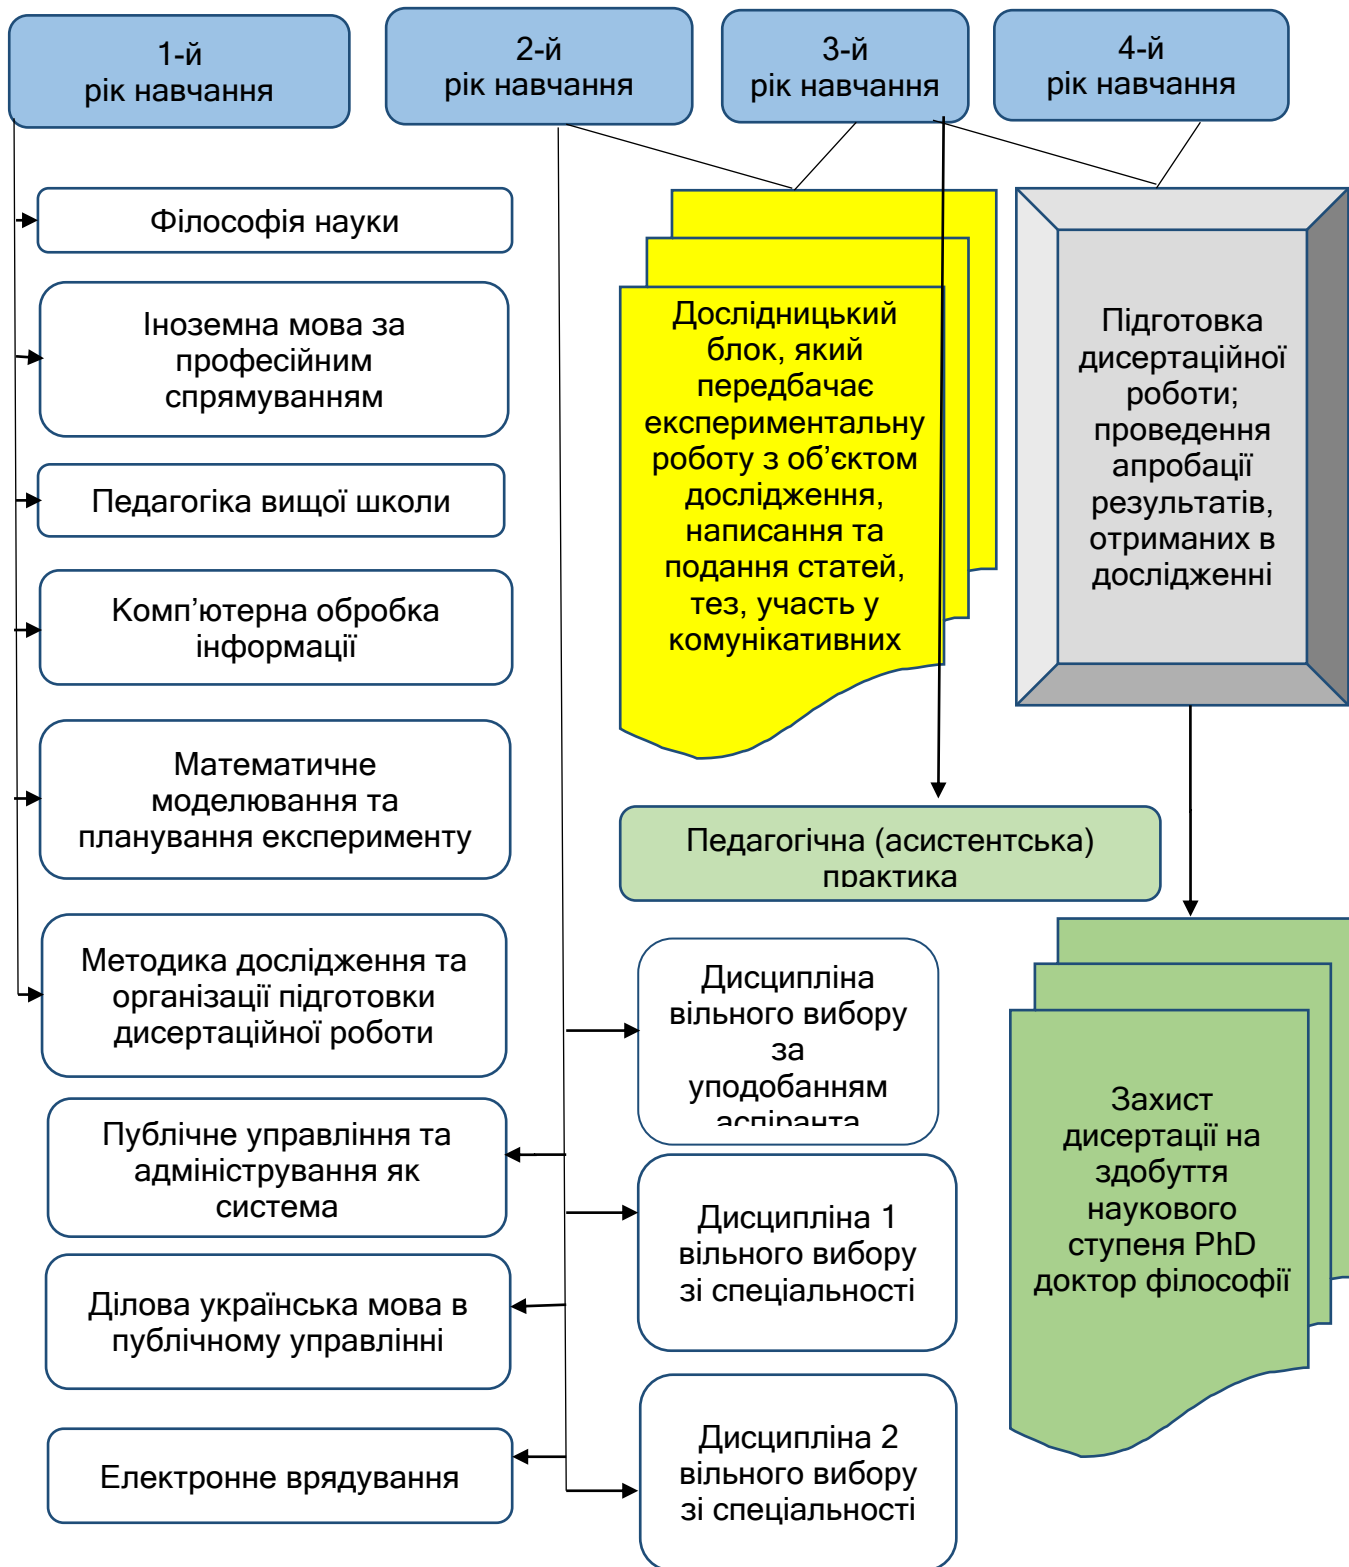 1-й
рік навчання
2-й
рік навчання
3-й
рік навчання
4-й
рік навчання
Філософія науки
Іноземна мова за
професійним
спрямуванням
Педагогіка вищої школи
Комп’ютерна обробка
інформації
Математичне
моделювання та
планування експерименту
Методика дослідження та
організації підготовки
дисертаційної роботи
Публічне управління та
адміністрування як
система
Ділова українська мова в
публічному управлінні
Електронне врядування
Дослідницький
блок, який
передбачає
експериментальну
роботу з об’єктом
дослідження,
написання та
подання статей,
тез, участь у
комунікативних
Підготовка
дисертаційної
роботи;
проведення
апробації
результатів,
отриманих в
дослідженні
Педагогічна (асистентська)
практика
Дисципліна
вільного вибору
за
уподобанням
аспіранта
Дисципліна 1
вільного вибору
зі спеціальності
Дисципліна 2
вільного вибору
зі спеціальності
Захист
дисертації на
здобуття
наукового
ступеня PhD
доктор філософії